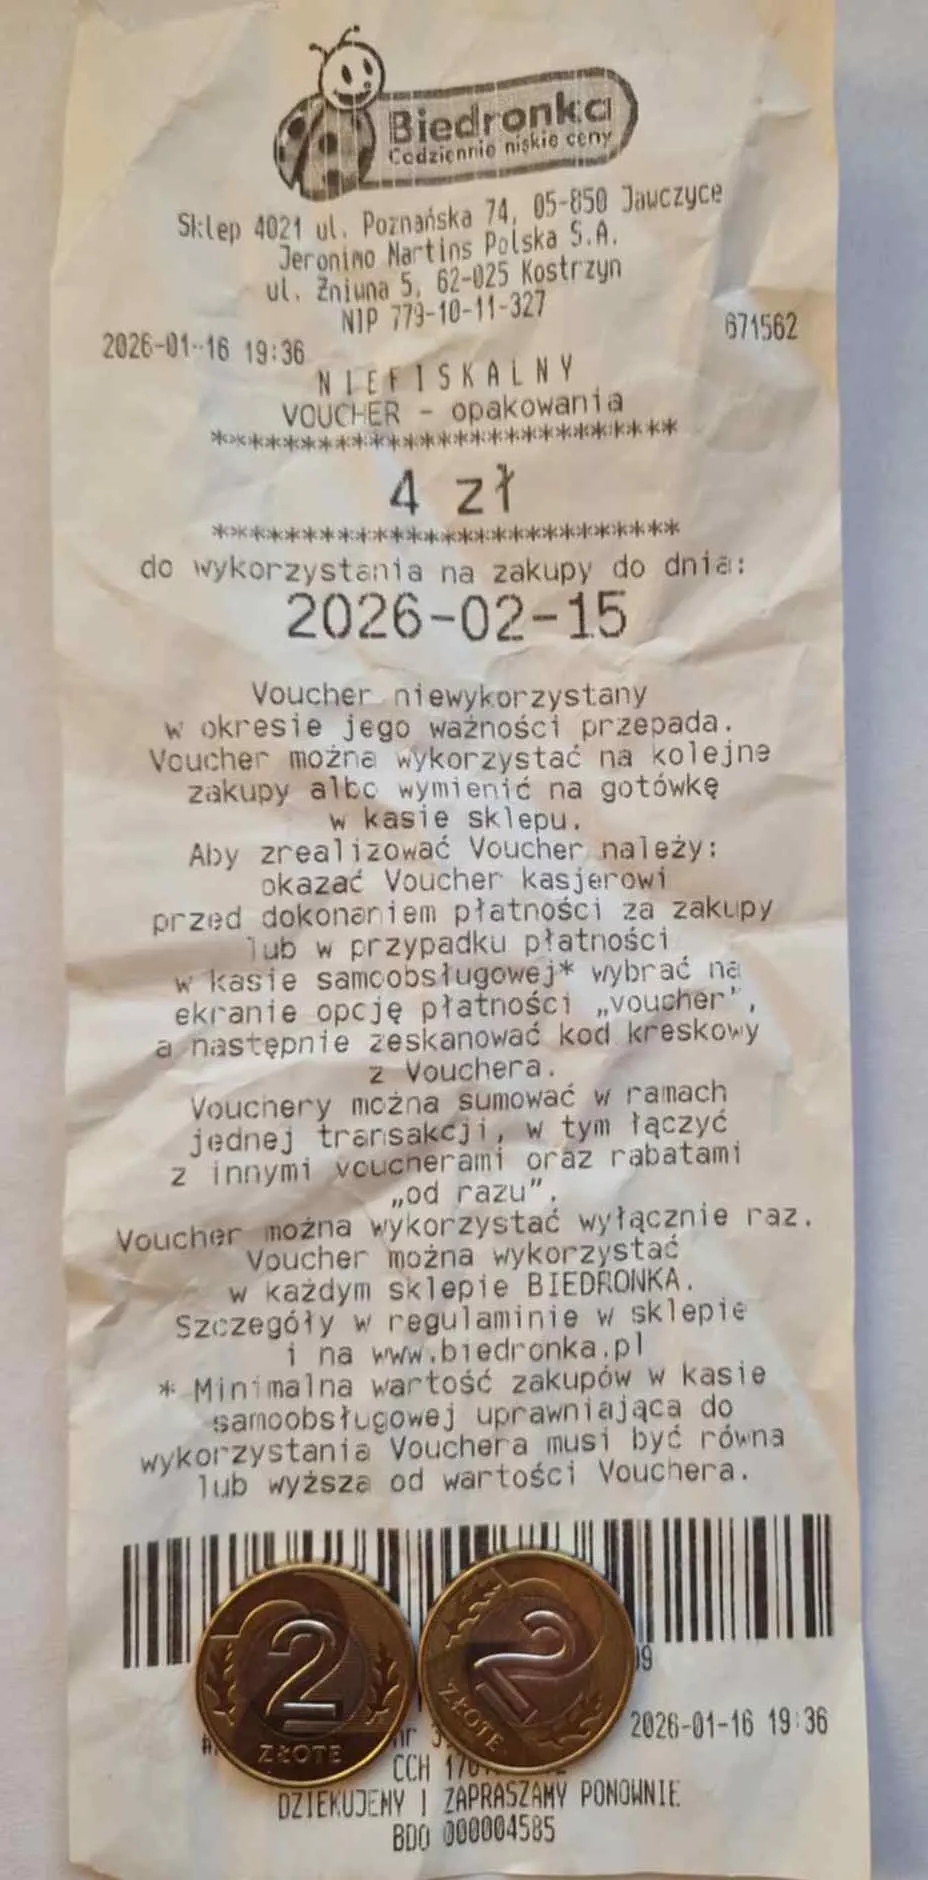 Biedronka
Codziennie niskie ceny
Sklep 4021 ul. Poznańska 74, 05-850 Jawczyce
Jeronimo Martins Polska S.A.
ul. Żniwna 5, 62-025 Kostrzyn
NIP 779-10-11-327
2026-01-16 19:36 671562
NIEFISKALNY
VOUCHER - opakowania
******************************
4 zł
******************************
do wykorzystania na zakupy do dnia:
2026-02-15
Voucher niewykorzystany
w okresie jego ważności przepada.
Voucher można wykorzystać na kolejne
zakupy albo wymienić na gotówkę
w kasie sklepu.
Aby zrealizować Voucher należy:
okazać Voucher kasjerowi
przed dokonaniem płatności za zakupy
lub w przypadku płatności
w kasie samoobsługowej* wybrać na
ekranie opcję płatności „voucher”,
a następnie zeskanować kod kreskowy
z Vouchera.
Vouchery można sumować w ramach
jednej transakcji, w tym łączyć
z innymi voucherami oraz rabatami
„od razu”.
Voucher można wykorzystać wyłącznie raz.
Voucher można wykorzystać
w każdym sklepie BIEDRONKA.
Szczegóły w regulaminie w sklepie
i na www.biedronka.pl
* Minimalna wartość zakupów w kasie
samoobsługowej uprawniająca do
wykorzystania Vouchera musi być równa
lub wyższa od wartości Vouchera.
2 ZŁOTE
2 ZŁOTE
nr 2026-01-16 19:36
CCH
DZIĘKUJEMY I ZAPRASZAMY PONOWNIE
BDO 000004585